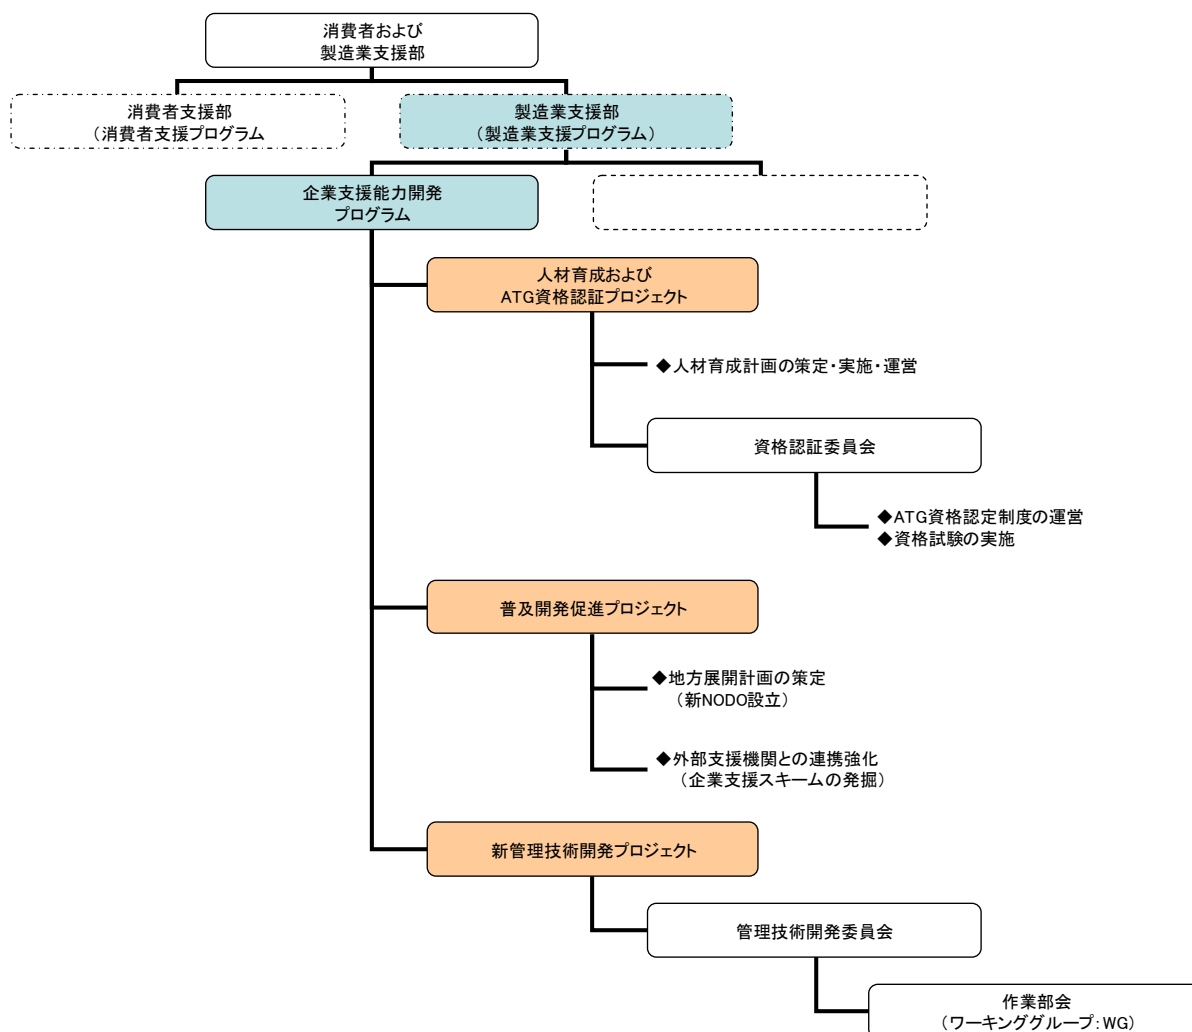 消費者および
製造業支援部
消費者支援部
（消費者支援プログラム
製造業支援部
（製造業支援プログラム）
企業支援能力開発
プログラム
人材育成および
ATG資格認証プロジェクト
◆人材育成計画の策定・実施・運営
資格認証委員会
◆ATG資格認定制度の運営
◆資格試験の実施
普及開発促進プロジェクト
◆地方展開計画の策定
（新NODO設立）
◆外部支援機関との連携強化
（企業支援スキームの発掘）
新管理技術開発プロジェクト
管理技術開発委員会
作業部会
（ワーキンググループ：WG）